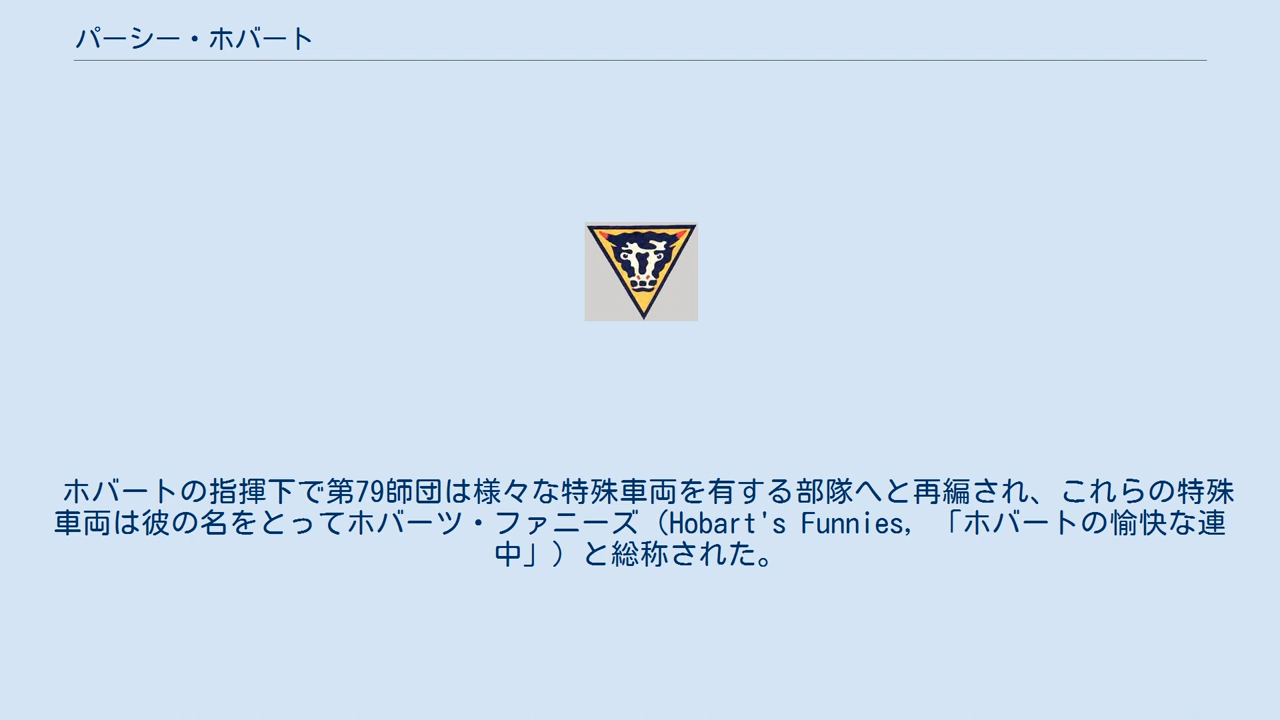 パーシー・ホバート
ホバートの指揮下で第79師団は様々な特殊車両を有する部隊へと再編され、これらの特殊
車両は彼の名をとってホバーツ・ファニーズ（Hobart's Funnies, 「ホバートの愉快な連
中」）と総称された。